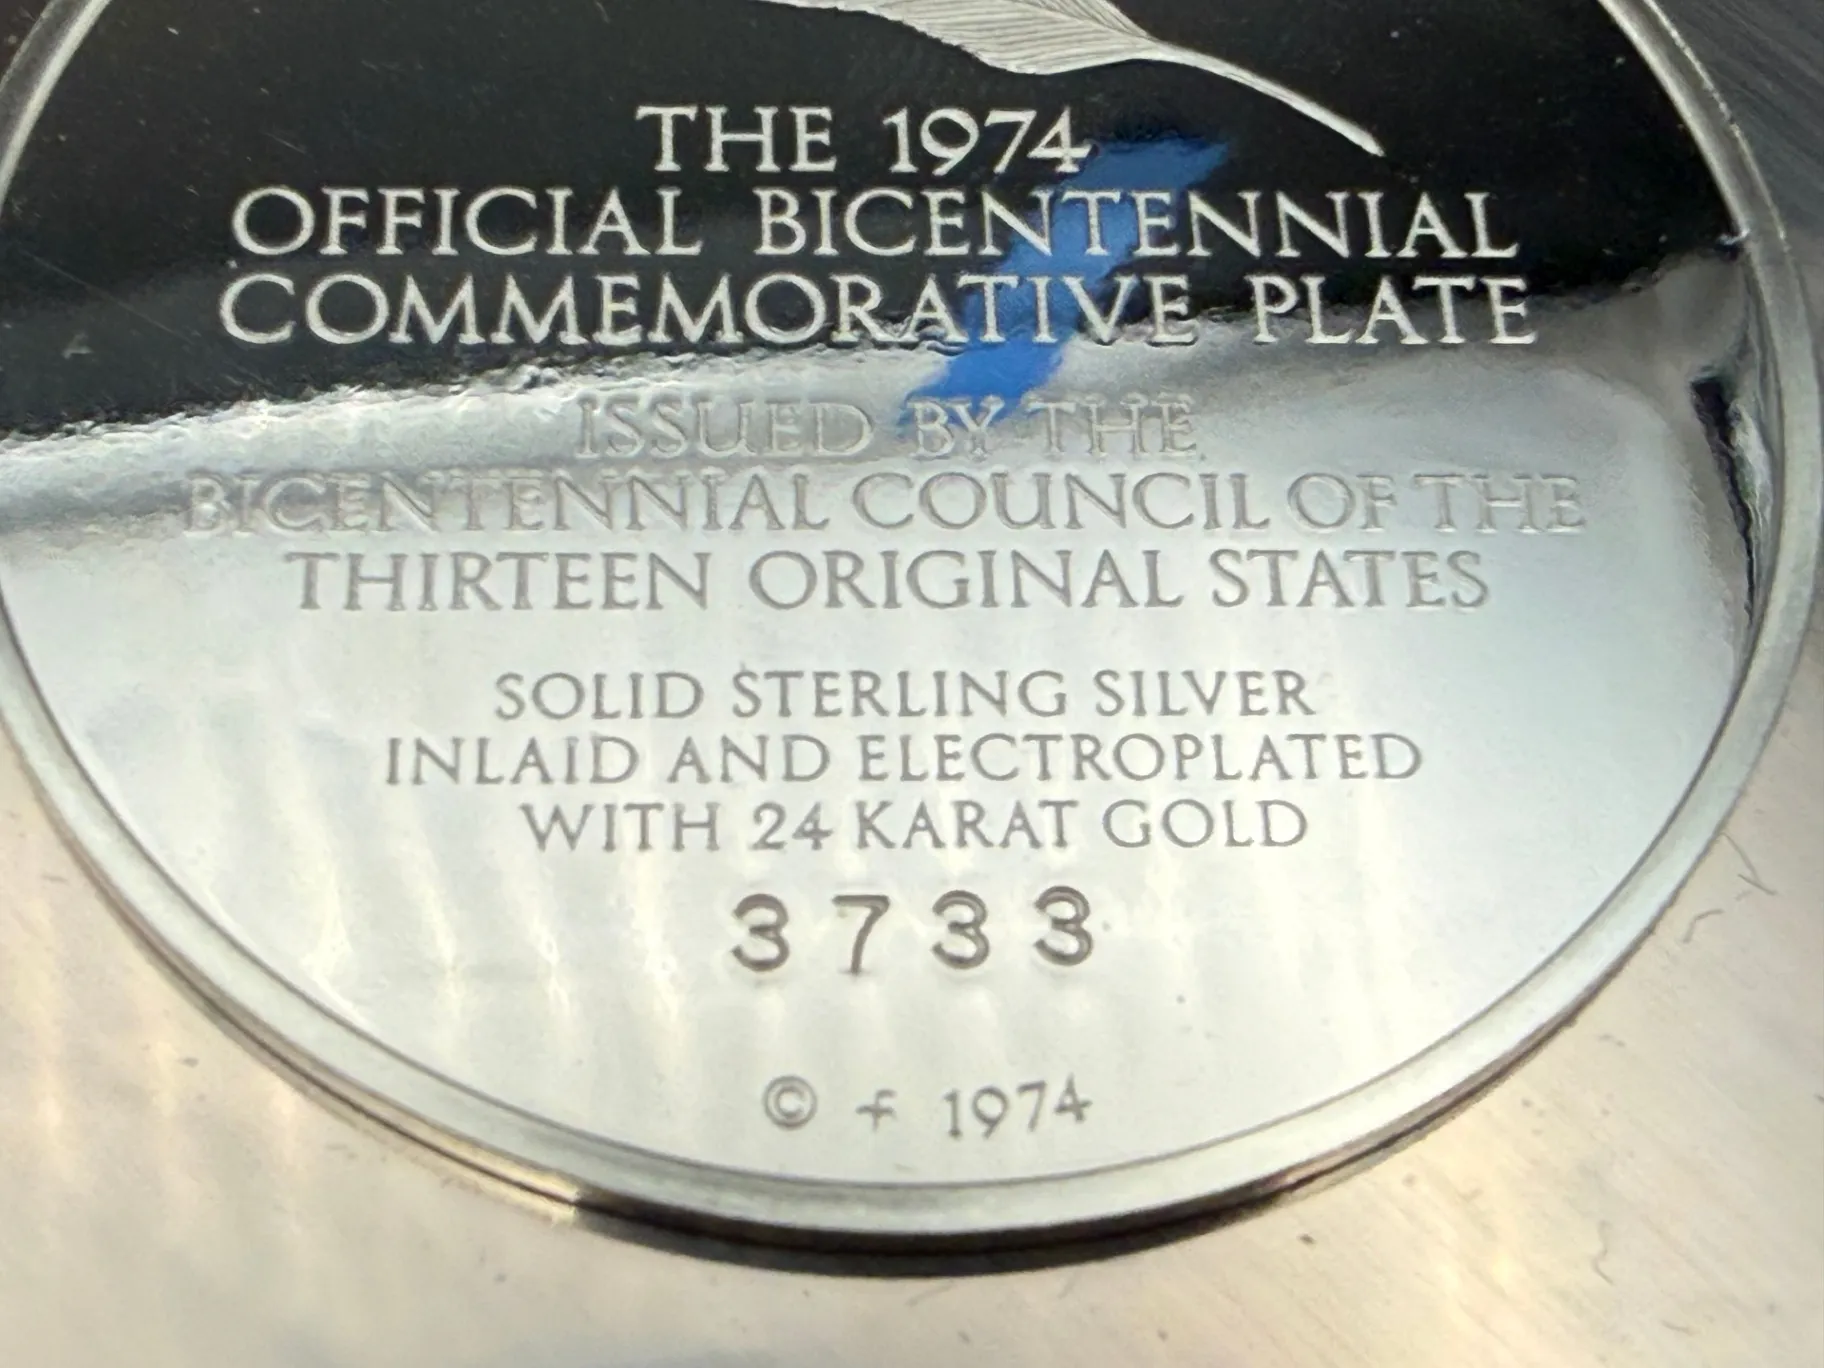 THE 1974
OFFICIAL BICENTENNIAL
COMMEMORATIVE PLATE
ISSUED BY THE
BICENTENNIAL COUNCIL OF THE
THIRTEEN ORIGINAL STATES
SOLID STERLING SILVER
INLAID AND ELECTROPLATED
WITH 24 KARAT GOLD
3733
© f 1974